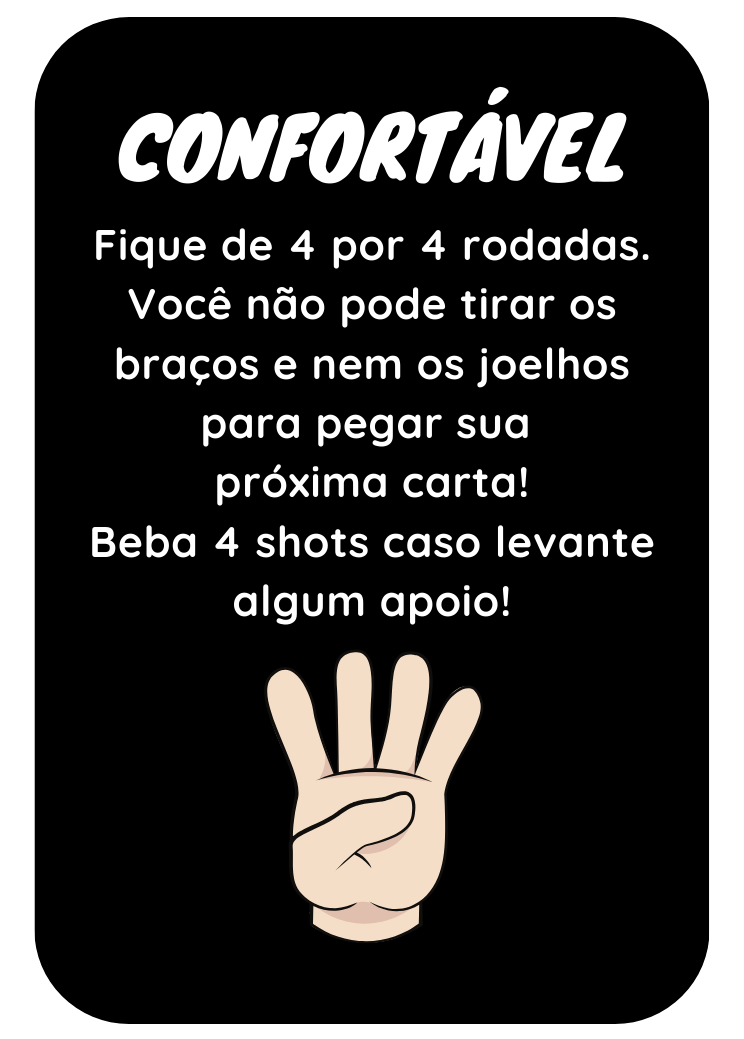 CONFORTÁVEL
Fique de 4 por 4 rodadas.
Você não pode tirar os
braços e nem os joelhos
para pegar sua
próxima carta!
Beba 4 shots caso levante
algum apoio!